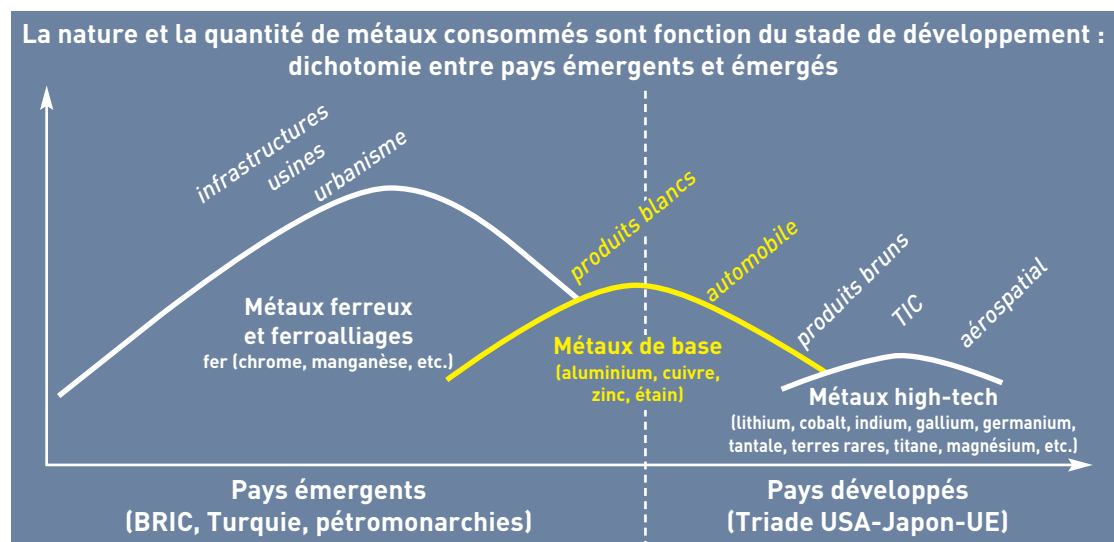 La nature et la quantité de métaux consommés sont fonction du stade de développement :
dichotomie entre pays émergents et émergés
infrastructures
usines
urbanisme
produits blancs
automobile
produits bruns
TIC
aérospatial
Métaux ferreux
et ferroalliages
fer (chrome, manganèse, etc.)
Métaux de base
(aluminium, cuivre,
zinc, étain)
Métaux high-tech
(lithium, cobalt, indium, gallium, germanium,
tantale, terres rares, titane, magnésium, etc.)
Pays émergents
(BRIC, Turquie, pétromonarchies)
Pays développés
(Triade USA-Japon-UE)